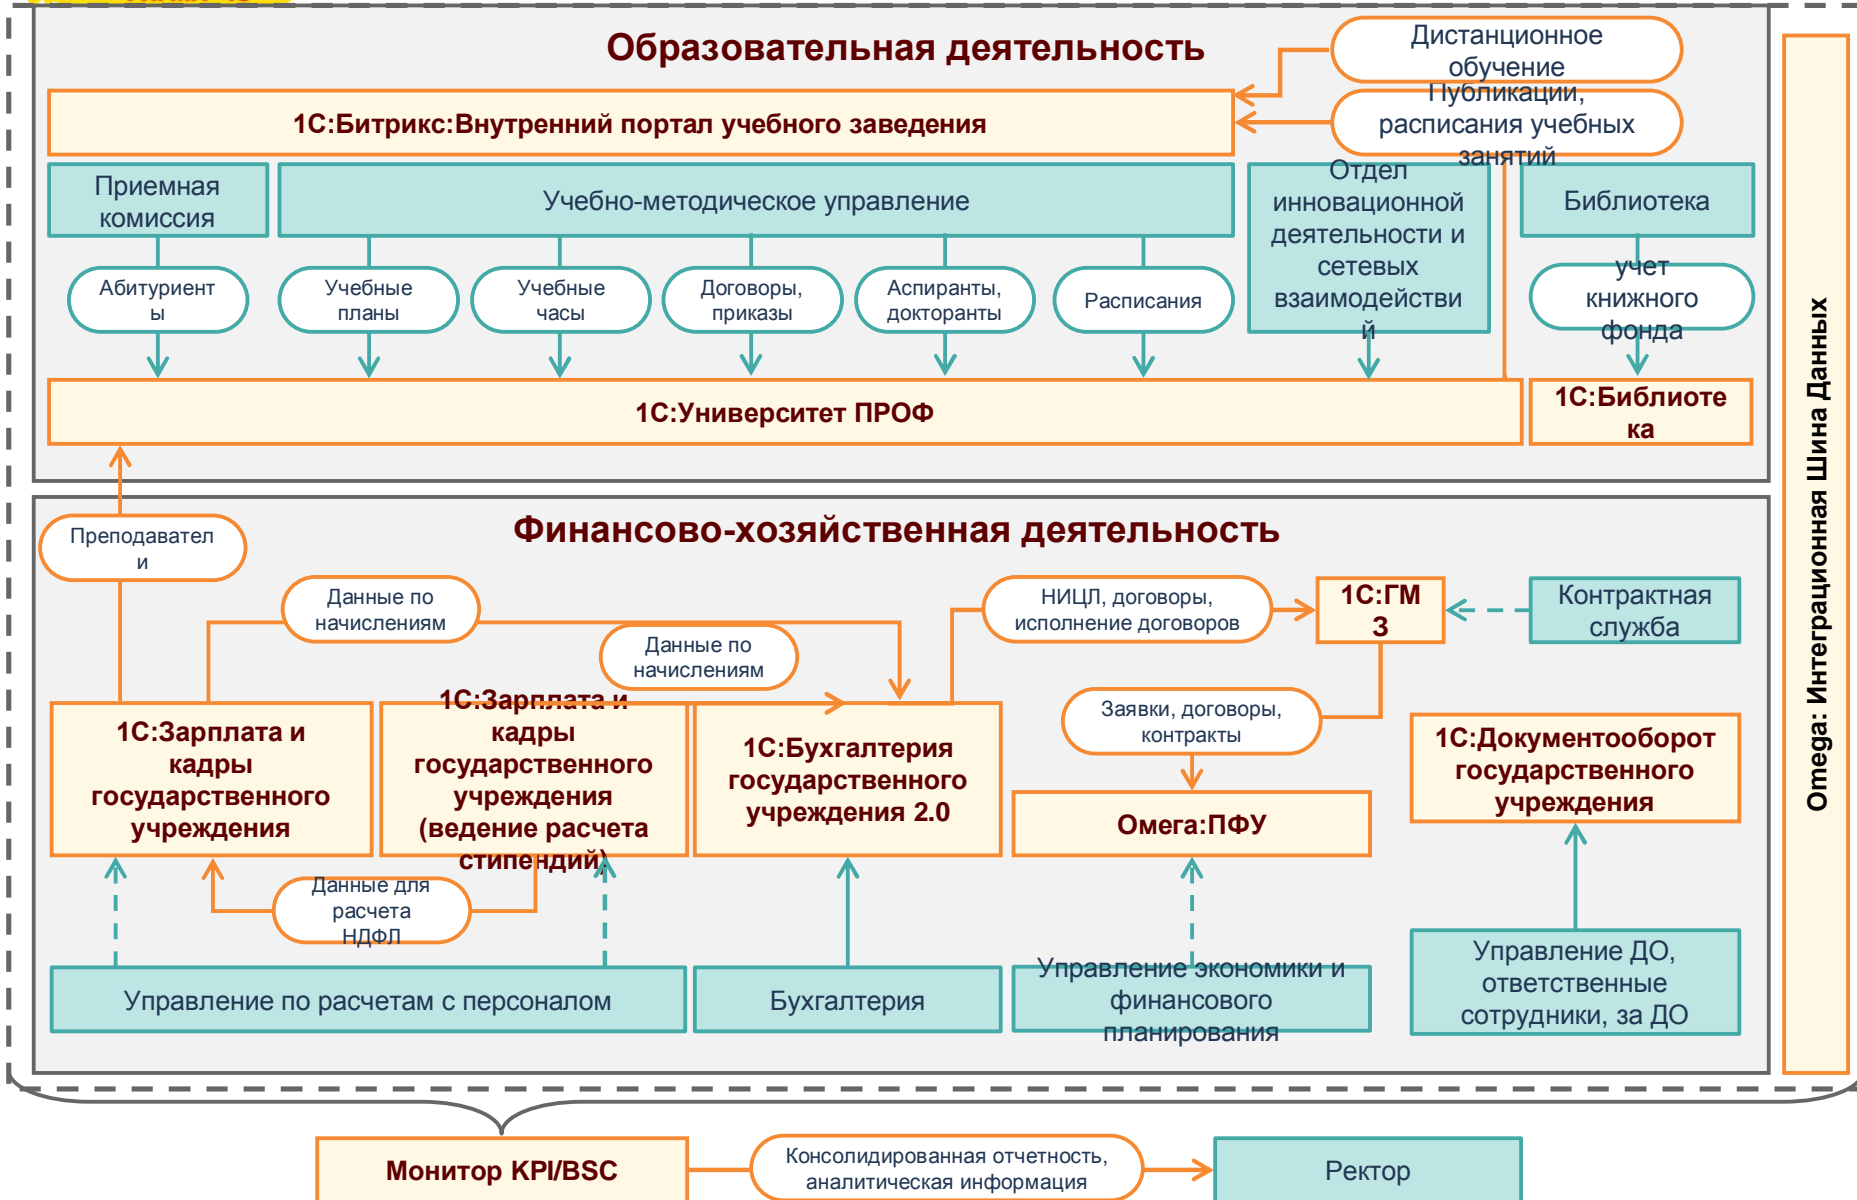 Образовательная деятельность
Дистанционное
обучение
1С:Битрикс:Внутренний портал учебного заведения
Публикации,
расписания учебных
занятий
Приемная
комиссия
Учебно-методическое управление
Отдел
инновационной
деятельности и
сетевых
взаимодействи
й
Библиотека
Абитуриент
ы
Учебные
планы
Учебные
часы
Договоры,
приказы
Аспиранты,
докторанты
Расписания
учет
книжного
фонда
1С:Университет ПРОФ
1С:Библиоте
ка
Omega: Интеграционная Шина Данных
Финансово-хозяйственная деятельность
Преподавател
и
Данные по
начислениям
Данные по
начислениям
НИЦЛ, договоры,
исполнение договоров
1С:ГМ
З
Контрактная
служба
1С:Зарплата и
кадры
государственного
учреждения
1С:Зарплата и
кадры
государственного
учреждения
(ведение расчета
стипендий)
1С:Бухгалтерия
государственного
учреждения 2.0
Заявки, договоры,
контракты
Омега:ПФУ
1С:Документооборот
государственного
учреждения
Данные для
расчета
НДФЛ
Управление по расчетам с персоналом
Бухгалтерия
Управление экономики и
финансового
планирования
Управление ДО,
ответственные
сотрудники, за ДО
Монитор KPI/BSC
Консолидированная отчетность,
аналитическая информация
Ректор